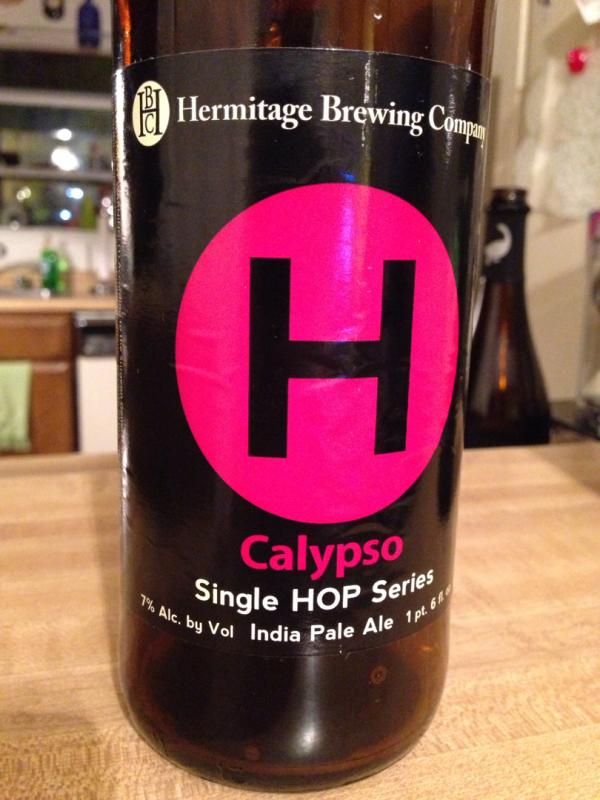 HBC
Hermitage Brewing Company
H
Calypso
Single HOP Series
7% Alc. by Vol India Pale Ale 1 pt. 6 fl. oz